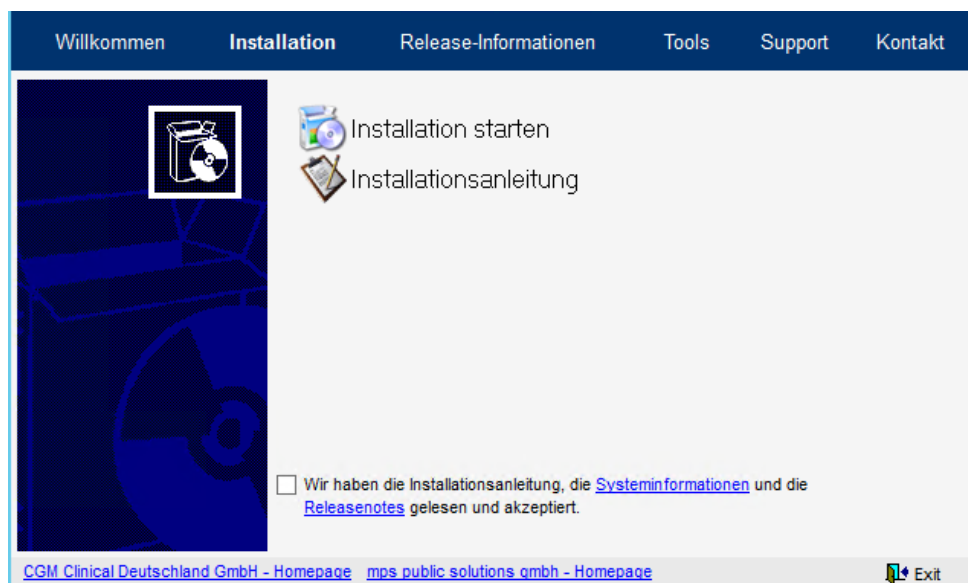 Willkommen Installation Release-Informationen Tools Support Kontakt
Installation starten
Installationsanleitung
Wir haben die Installationsanleitung, die Systeminformationen und die
Releasenotes gelesen und akzeptiert.
CGM Clinical Deutschland GmbH - Homepage mps public solutions gmbh - Homepage Exit